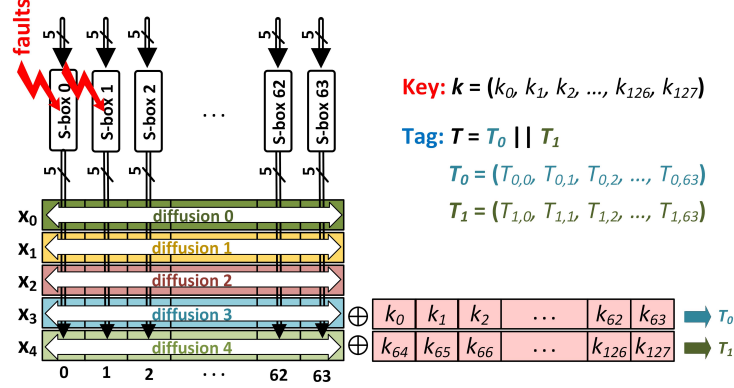 faults
5 5 5 5 5
S-box 0 S-box 1 S-box 2 ... S-box 62 S-box 63
5 5 5 5 5
Key: k = (k0, k1, k2, ..., k126, k127)
Tag: T = T0 || T1
T0 = (T0,0, T0,1, T0,2, ..., T0,63)
T1 = (T1,0, T1,1, T1,2, ..., T1,63)
x0 diffusion 0
x1 diffusion 1
x2 diffusion 2
x3 diffusion 3 ⊕ k0 k1 k2 ... k62 k63 T0
x4 diffusion 4 ⊕ k64 k65 k66 ... k126 k127 T1
0 1 2 ... 62 63